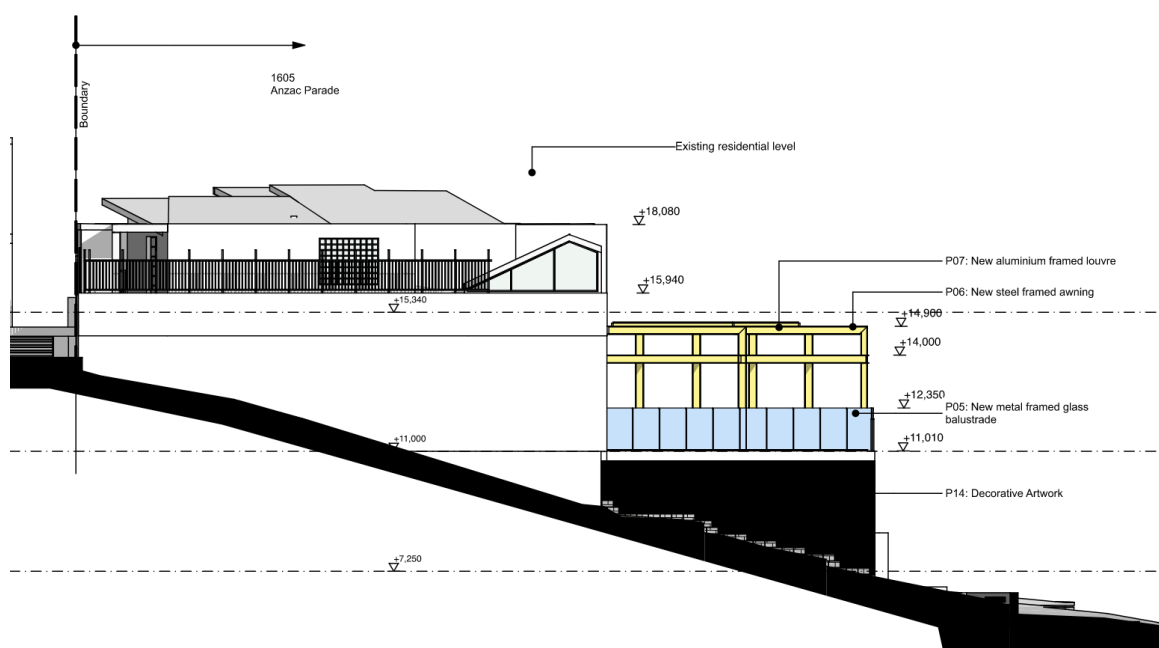 1605
Anzac Parade
Boundary
Existing residential level
+18,080
P07: New aluminium framed louvre
+15,940
P06: New steel framed awning
+15,340
+14,900
+14,000
+12,350
P05: New metal framed glass
balustrade
+11,000
+11,010
P14: Decorative Artwork
+7,250